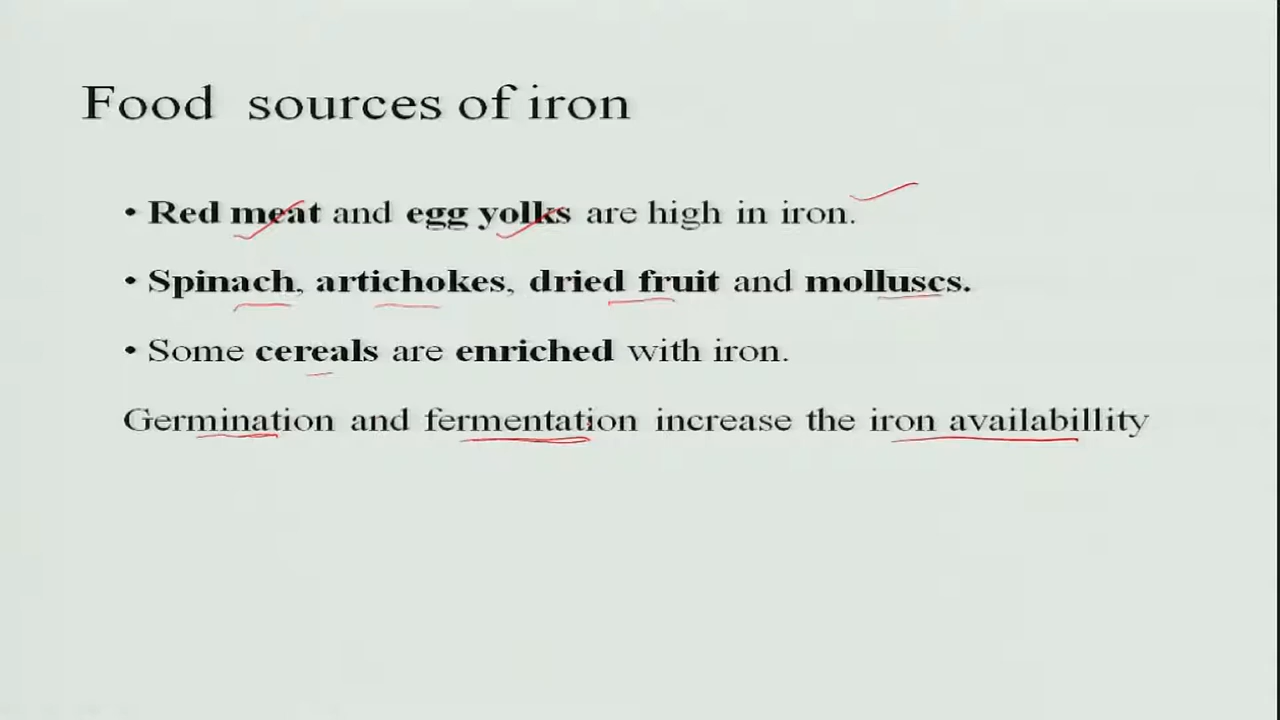 Food sources of iron
• Red meat and egg yolks are high in iron.
• Spinach, artichokes, dried fruit and molluscs.
• Some cereals are enriched with iron.
Germination and fermentation increase the iron availabillity